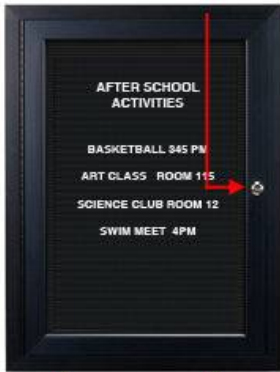 AFTER SCHOOL
ACTIVITIES
BASKETBALL 345 PM
ART CLASS ROOM 115
SCIENCE CLUB ROOM 12
SWIM MEET 4PM